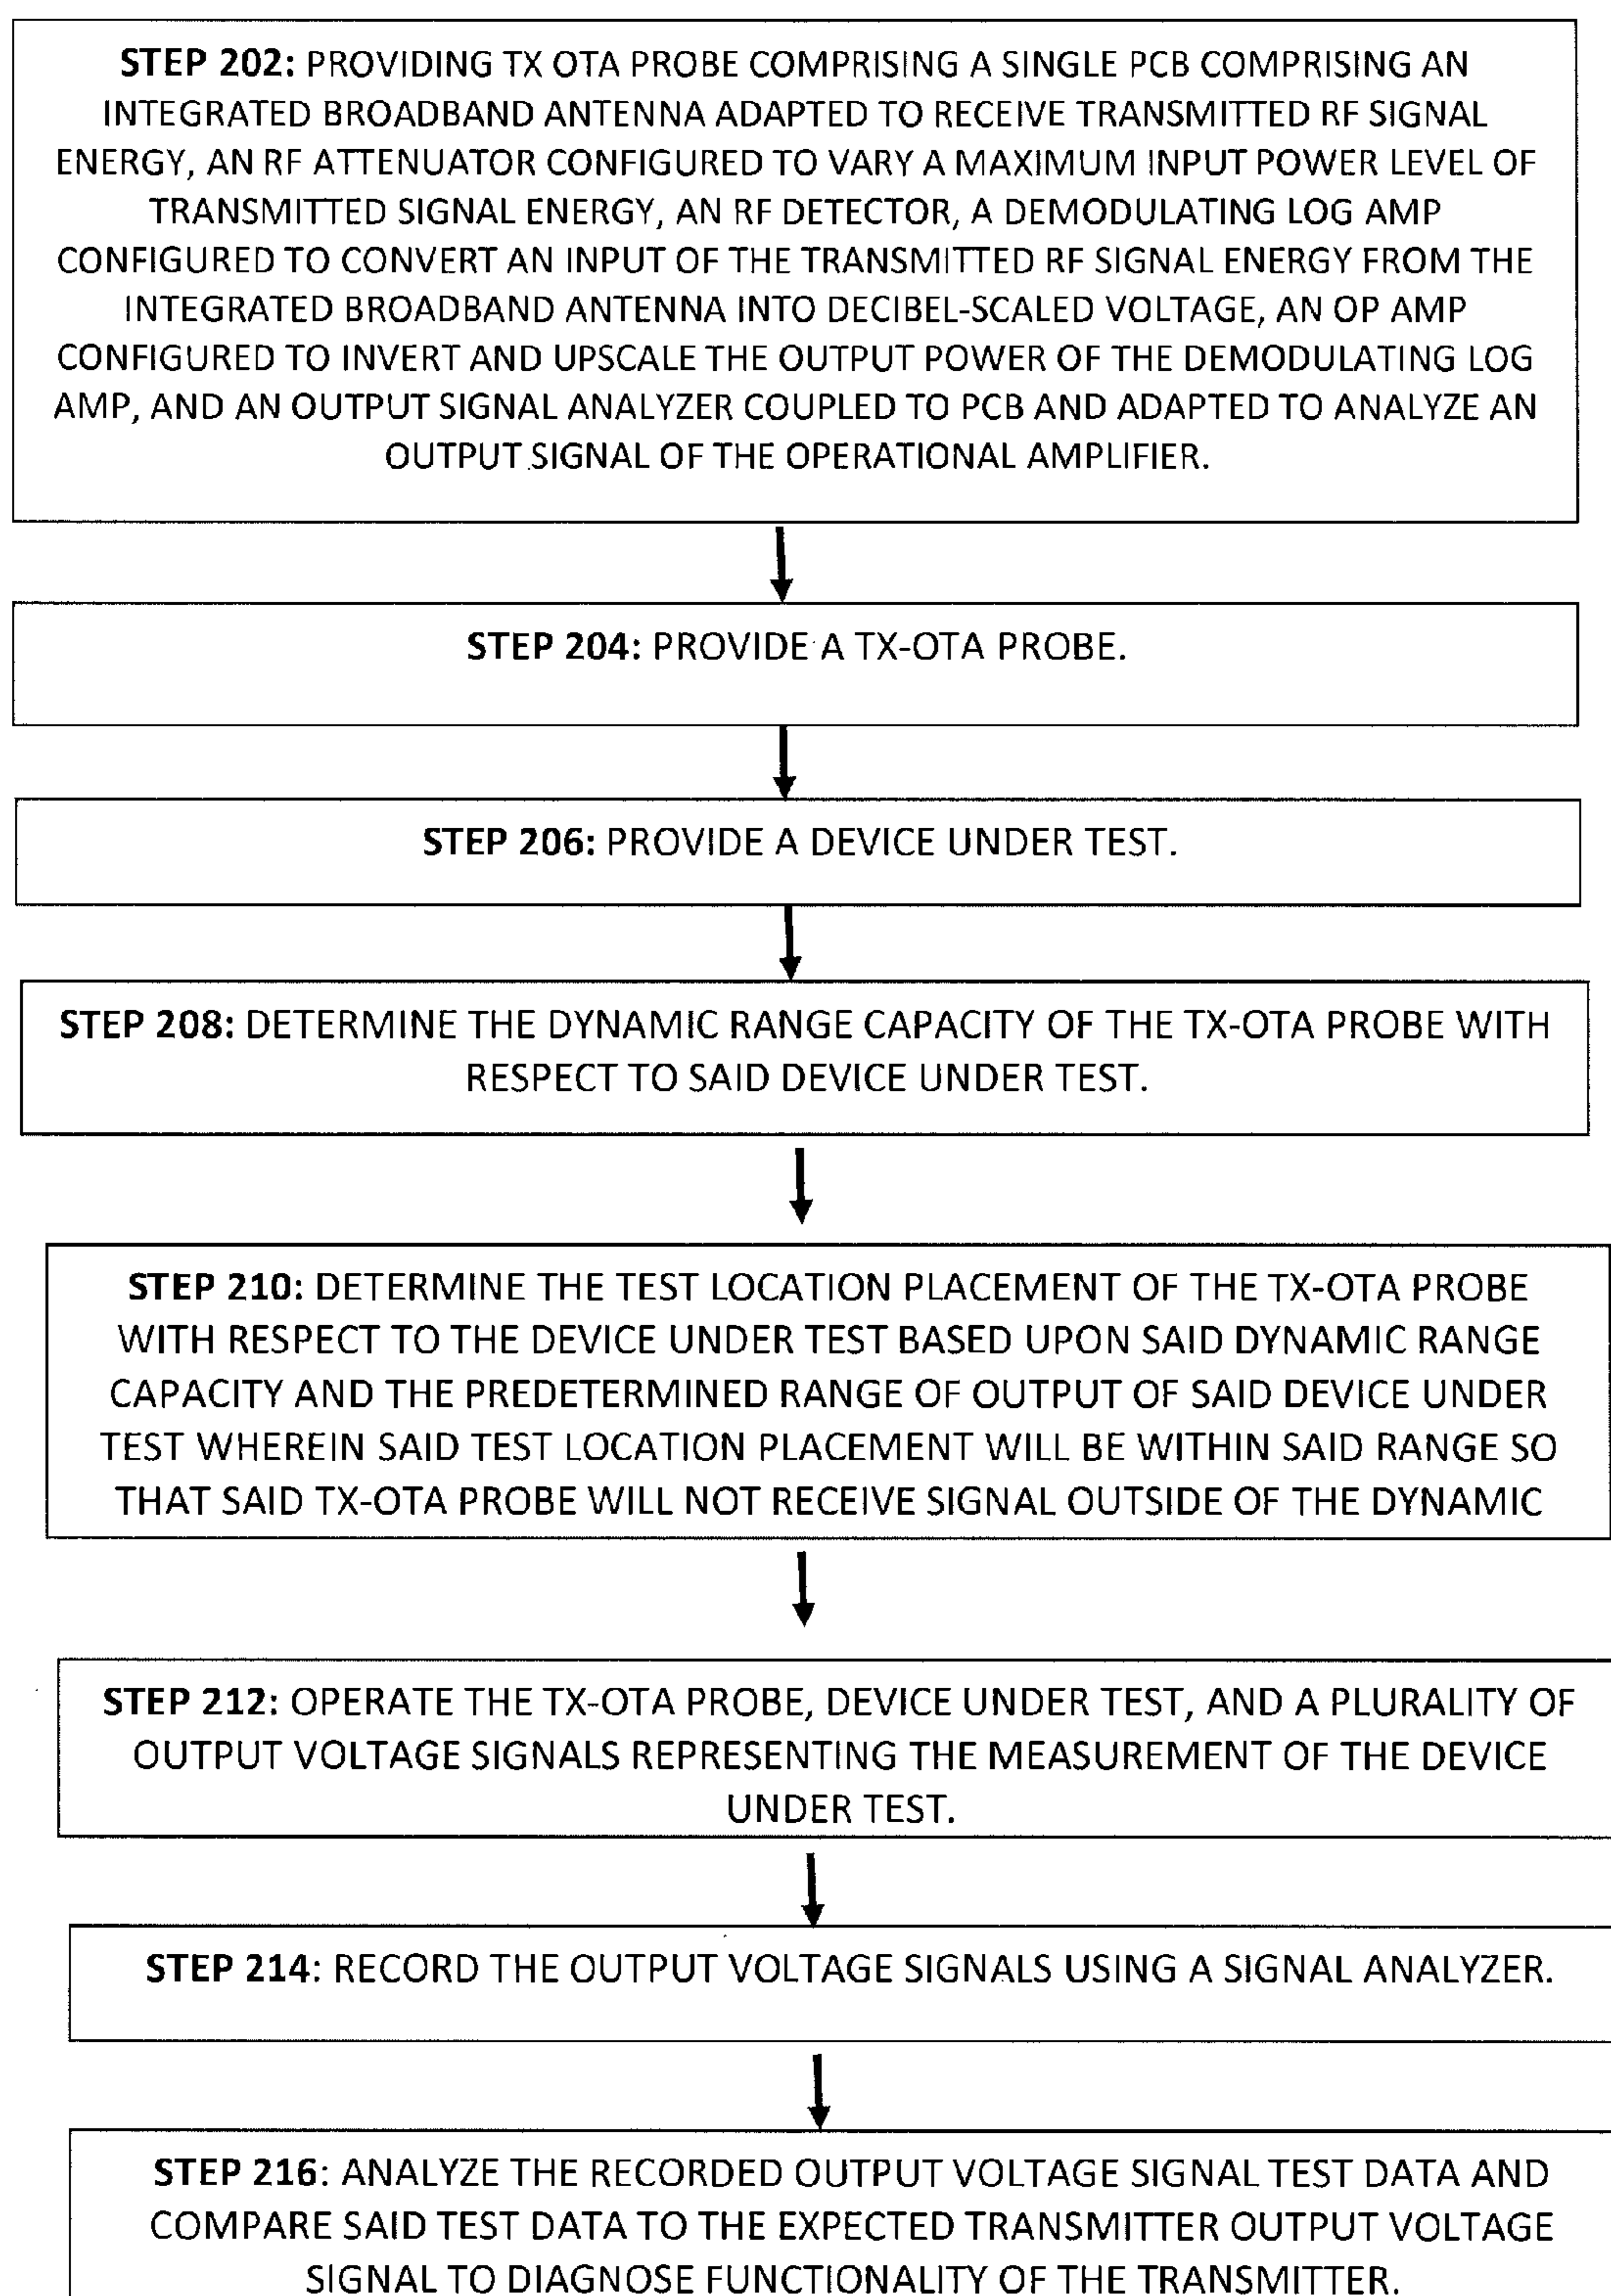 STEP 202: PROVIDING TX OTA PROBE COMPRISING A SINGLE PCB COMPRISING AN
INTEGRATED BROADBAND ANTENNA ADAPTED TO RECEIVE TRANSMITTED RF SIGNAL
ENERGY, AN RF ATTENUATOR CONFIGURED TO VARY A MAXIMUM INPUT POWER LEVEL OF
TRANSMITTED SIGNAL ENERGY, AN RF DETECTOR, A DEMODULATING LOG AMP
CONFIGURED TO CONVERT AN INPUT OF THE TRANSMITTED RF SIGNAL ENERGY FROM THE
INTEGRATED BROADBAND ANTENNA INTO DECIBEL-SCALED VOLTAGE, AN OP AMP
CONFIGURED TO INVERT AND UPSCALE THE OUTPUT POWER OF THE DEMODULATING LOG
AMP, AND AN OUTPUT SIGNAL ANALYZER COUPLED TO PCB AND ADAPTED TO ANALYZE AN
OUTPUT SIGNAL OF THE OPERATIONAL AMPLIFIER.
STEP 204: PROVIDE A TX-OTA PROBE.
STEP 206: PROVIDE A DEVICE UNDER TEST.
STEP 208: DETERMINE THE DYNAMIC RANGE CAPACITY OF THE TX-OTA PROBE WITH
RESPECT TO SAID DEVICE UNDER TEST.
STEP 210: DETERMINE THE TEST LOCATION PLACEMENT OF THE TX-OTA PROBE
WITH RESPECT TO THE DEVICE UNDER TEST BASED UPON SAID DYNAMIC RANGE
CAPACITY AND THE PREDETERMINED RANGE OF OUTPUT OF SAID DEVICE UNDER
TEST WHEREIN SAID TEST LOCATION PLACEMENT WILL BE WITHIN SAID RANGE SO
THAT SAID TX-OTA PROBE WILL NOT RECEIVE SIGNAL OUTSIDE OF THE DYNAMIC
STEP 212: OPERATE THE TX-OTA PROBE, DEVICE UNDER TEST, AND A PLURALITY OF
OUTPUT VOLTAGE SIGNALS REPRESENTING THE MEASUREMENT OF THE DEVICE
UNDER TEST.
STEP 214: RECORD THE OUTPUT VOLTAGE SIGNALS USING A SIGNAL ANALYZER.
STEP 216: ANALYZE THE RECORDED OUTPUT VOLTAGE SIGNAL TEST DATA AND
COMPARE SAID TEST DATA TO THE EXPECTED TRANSMITTER OUTPUT VOLTAGE
SIGNAL TO DIAGNOSE FUNCTIONALITY OF THE TRANSMITTER.